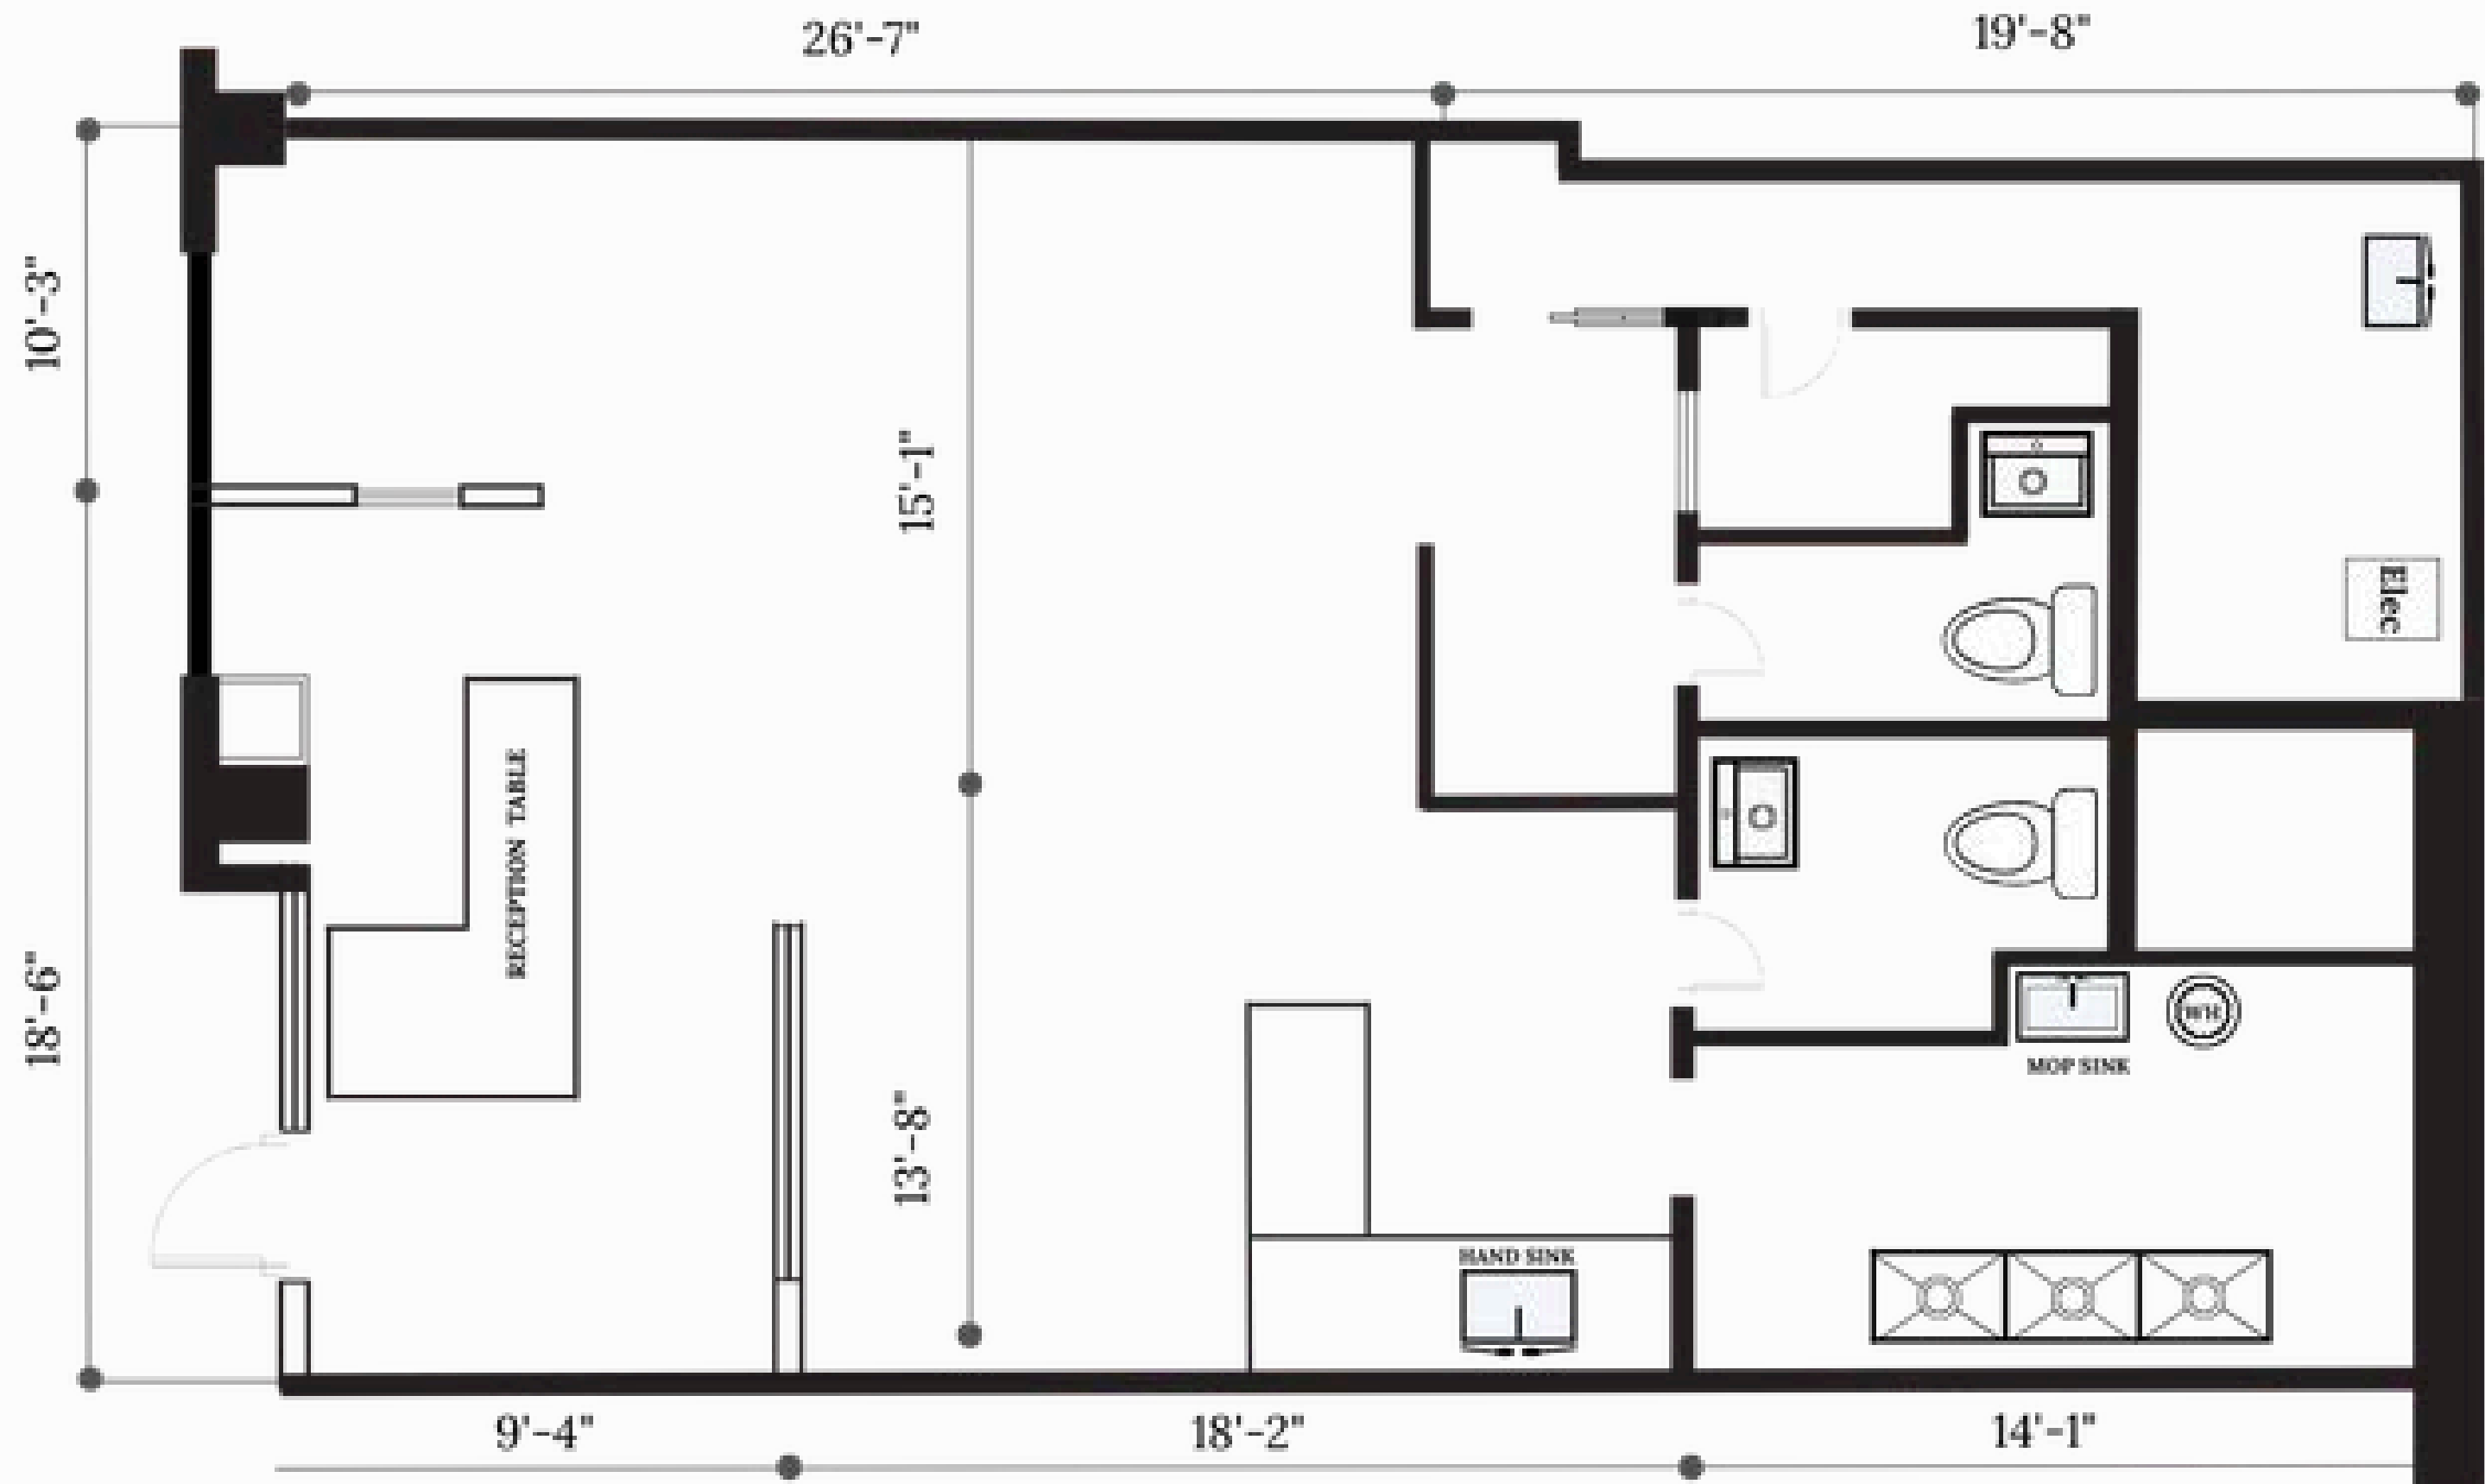 26'-7"
19'-8"
10'-3"
15'-1"
Elec
RECEPTION TABLE
18'-6"
13'-8"
WH
MOP SINK
HAND SINK
9'-4"
18'-2"
14'-1"